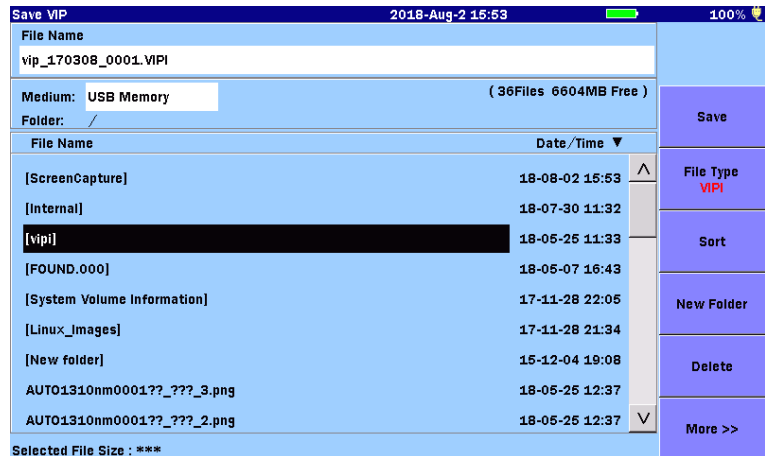 Save VIP 2018-Aug-2 15:53 100%
File Name
vip_170308_0001.VIPI
Medium: USB Memory (36Files 6604MB Free)
Folder: /
File Name Date/Time ▼
[ScreenCapture] 18-08-02 15:53
[Internal] 18-07-30 11:32
[vipi] 18-05-25 11:33
[FOUND.000] 18-05-07 16:43
[System Volume Information] 17-11-28 22:05
[Linux_Images] 17-11-28 21:34
[New folder] 15-12-04 19:08
AUTO1310nm0001??_???_3.png 18-05-25 12:37
AUTO1310nm0001??_???_2.png 18-05-25 12:37
Selected File Size : ***
Save
File Type
VIPI
Sort
New Folder
Delete
More >>